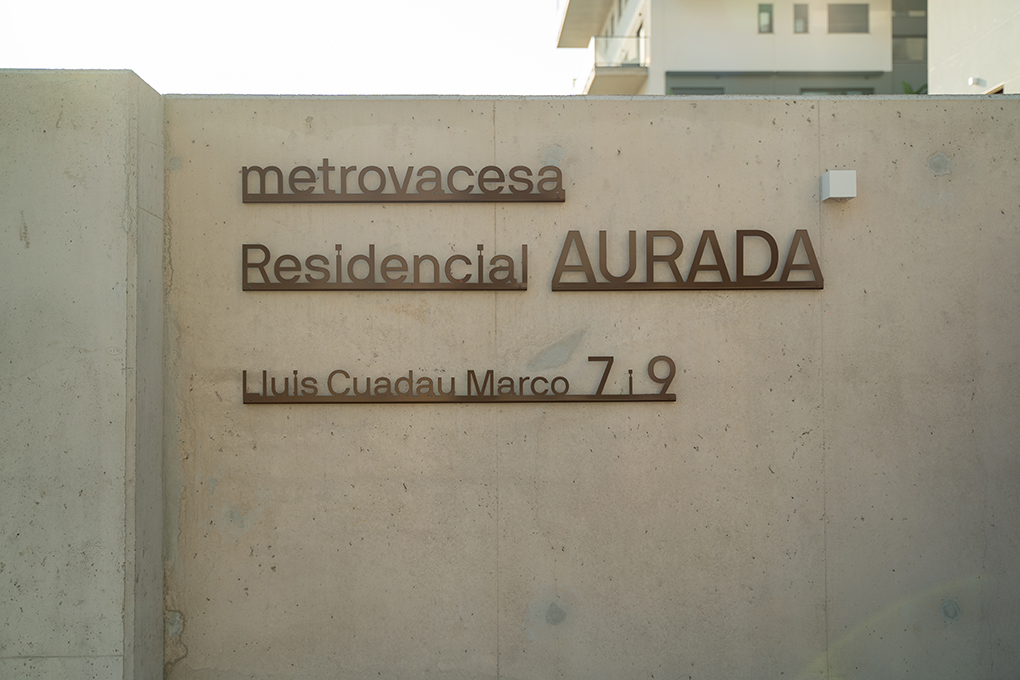 metrovacesa
Residencial AURADA
Lluis Cuadau Marco 7 i 9